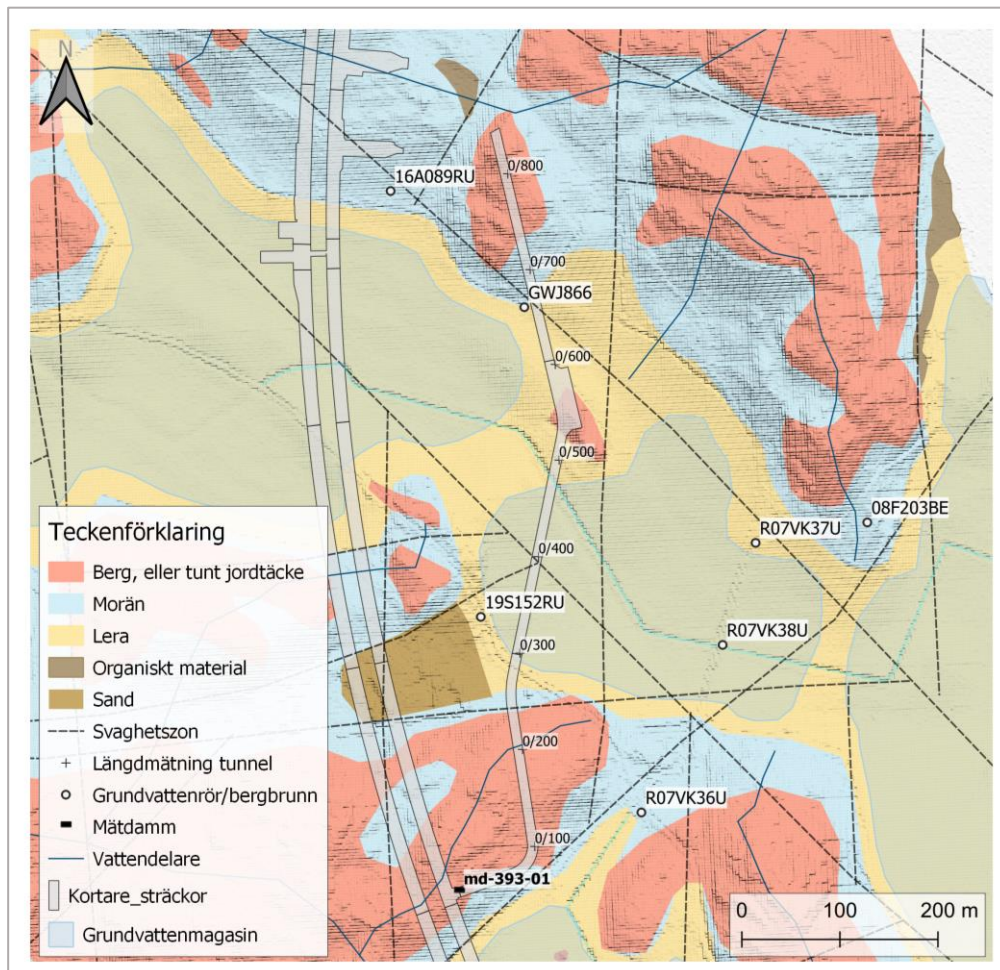 N
0/800
16A089RU
0/700
GWJ866
0/600
0/500
08F203BE
R07VK37U
0/400
19S152RU
R07VK38U
0/300
0/200
R07VK36U
0/100
md-393-01
Teckenförklaring
Berg, eller tunt jordtäcke
Morän
Lera
Organiskt material
Sand
Svaghetszon
Längdmätning tunnel
Grundvattenrör/bergbrunn
Mätdamm
Vattendelare
Kortare_sträckor
Grundvattenmagasin
0 100 200 m